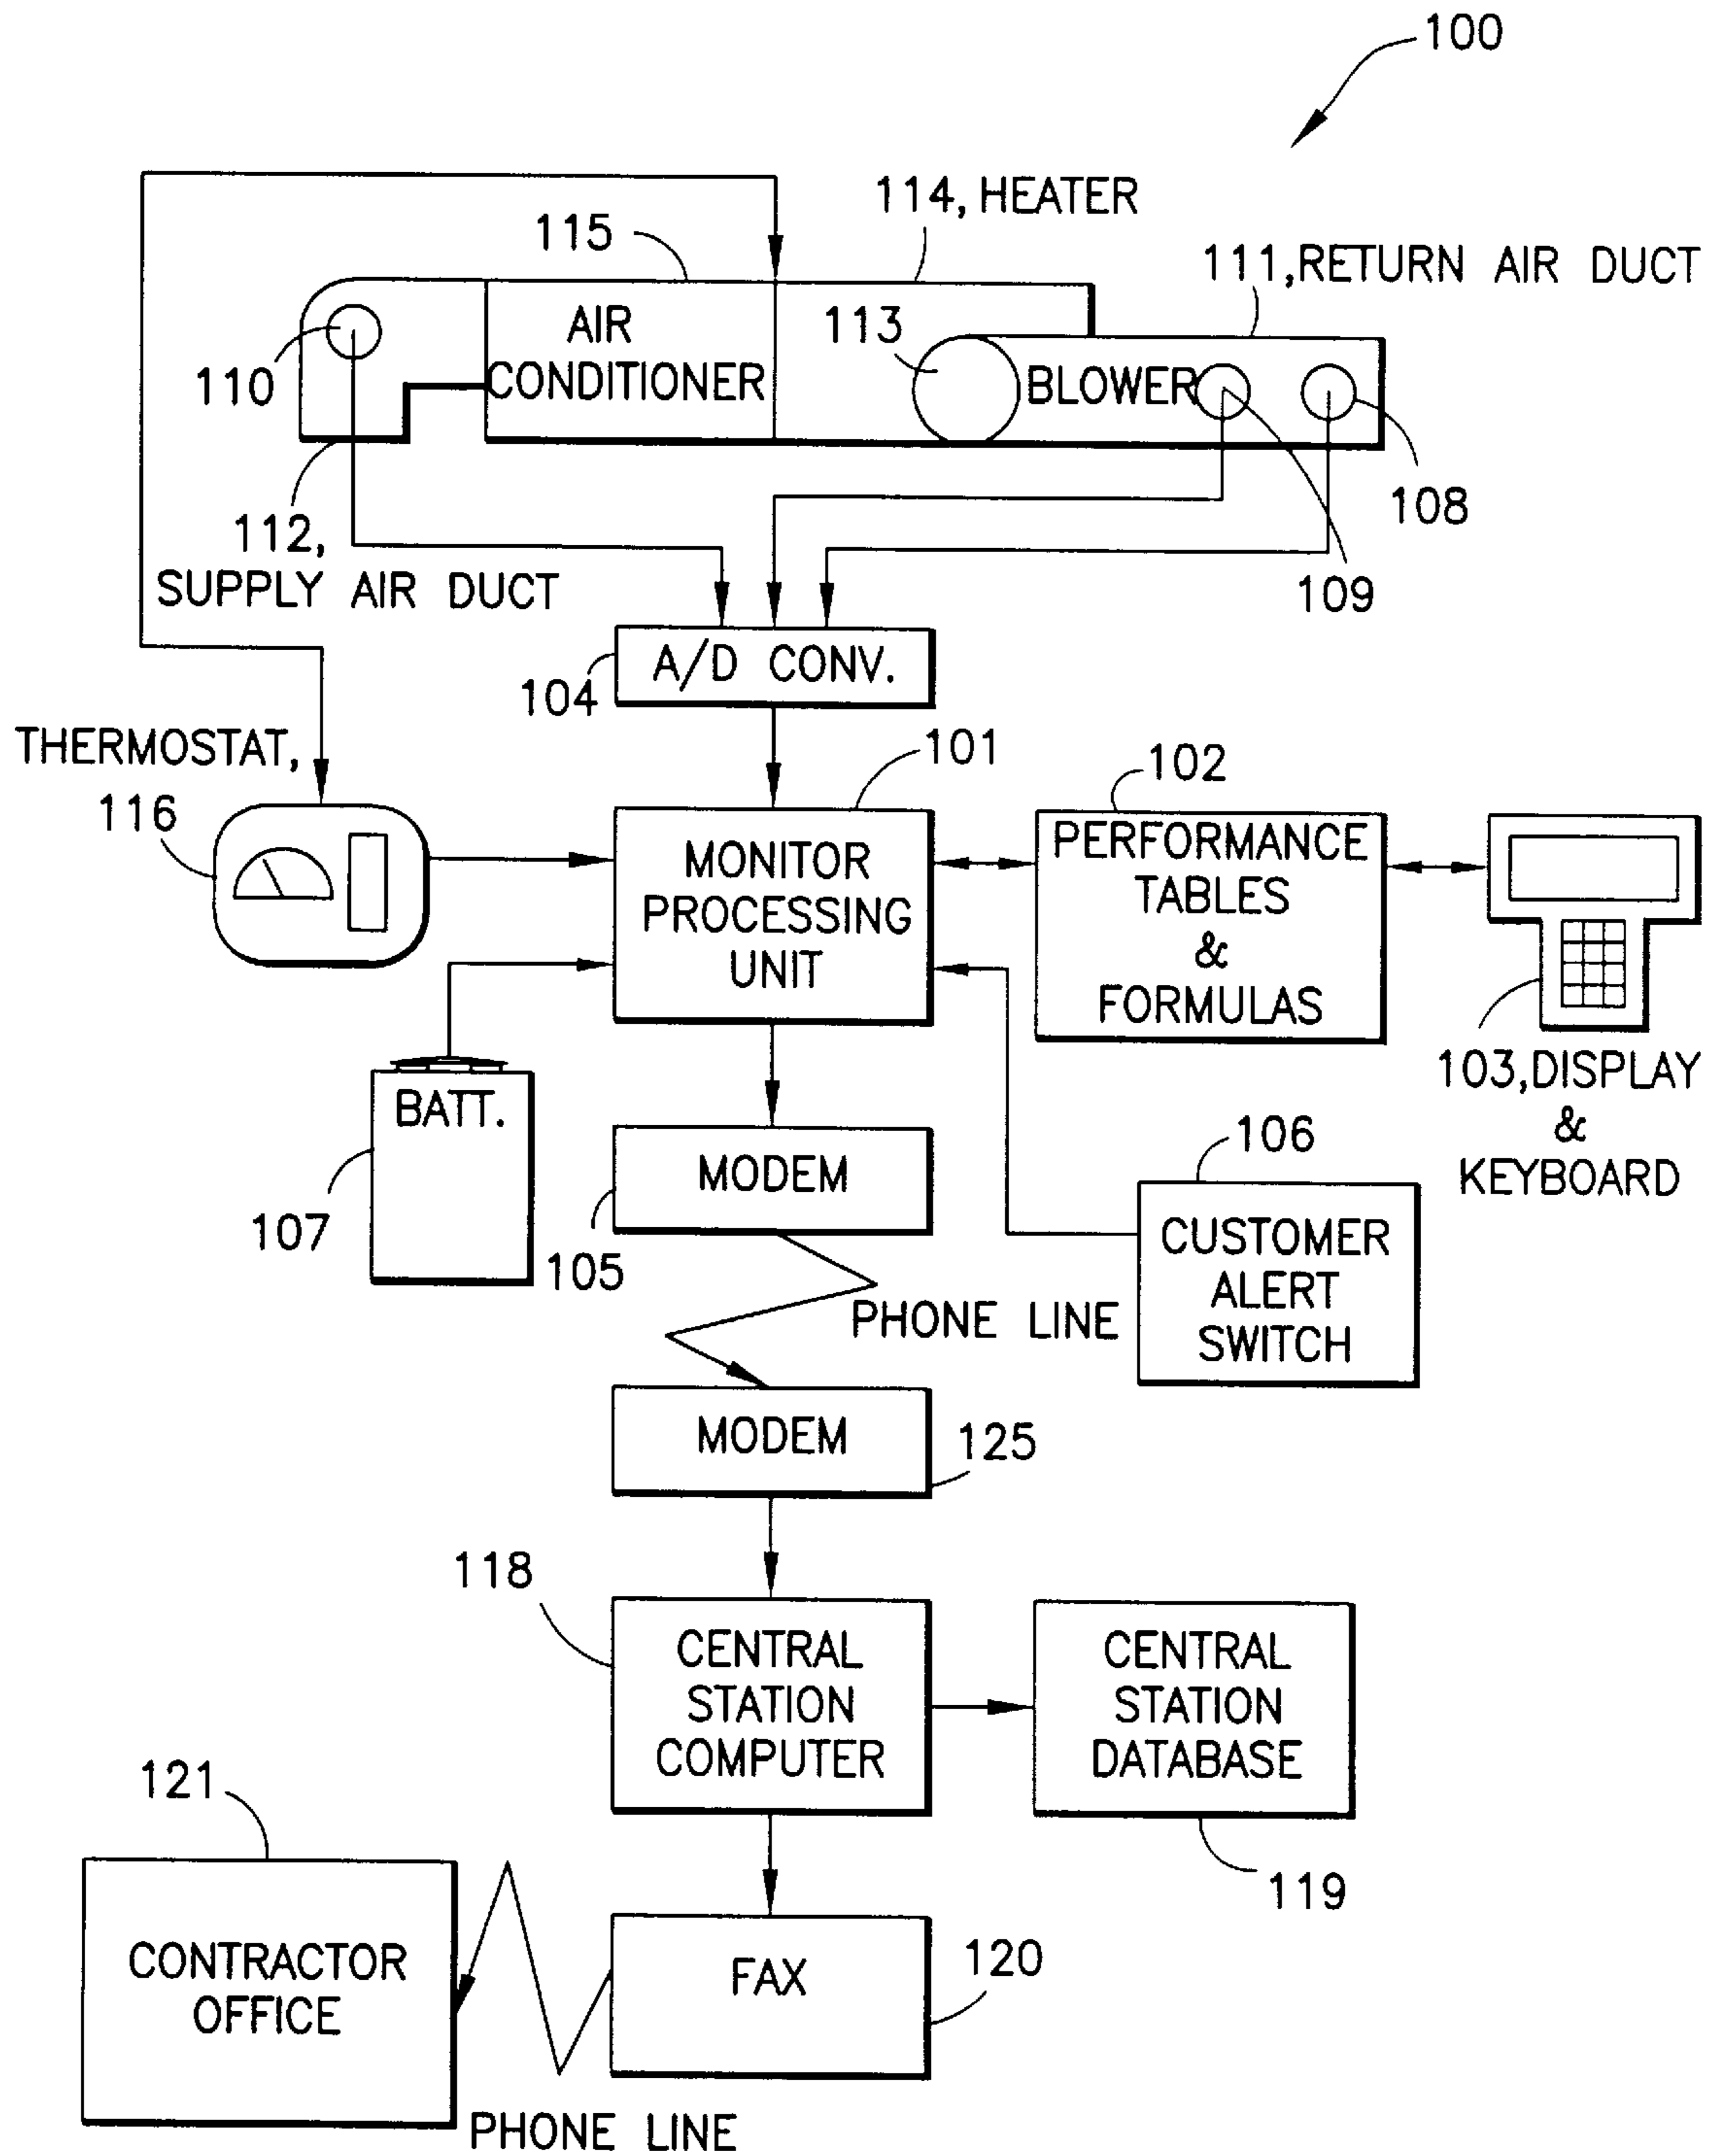 100
114, HEATER
115
111, RETURN AIR DUCT
113
AIR
CONDITIONER
110
BLOWER
108
112,
SUPPLY AIR DUCT
109
A/D CONV.
104
THERMOSTAT,
116
101
102
MONITOR
PROCESSING
UNIT
PERFORMANCE
TABLES
&
FORMULAS
103, DISPLAY
&
KEYBOARD
BATT.
107
MODEM
105
106
CUSTOMER
ALERT
SWITCH
PHONE LINE
MODEM
125
118
CENTRAL
STATION
COMPUTER
CENTRAL
STATION
DATABASE
119
121
CONTRACTOR
OFFICE
FAX
120
PHONE LINE